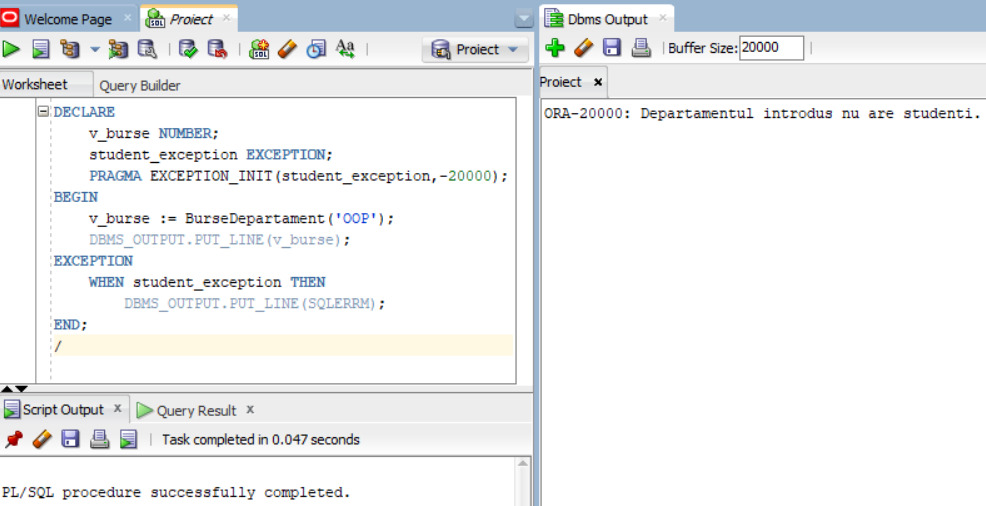 Welcome Page
Proiect
Project
Worksheet
Query Builder
DECLARE
v_burse NUMBER;
student_exception EXCEPTION;
PRAGMA EXCEPTION_INIT(student_exception,-20000);
BEGIN
v_burse := BurseDepartament('OOP');
DBMS_OUTPUT.PUT_LINE(v_burse);
EXCEPTION
WHEN student_exception THEN
DBMS_OUTPUT.PUT_LINE(SQLERRM);
END;
/
Script Output
Query Result
Task completed in 0.047 seconds
PL/SQL procedure successfully completed.
Dbms Output
Buffer Size: 20000
Proiect
ORA-20000: Departamentul introdus nu are studenti.